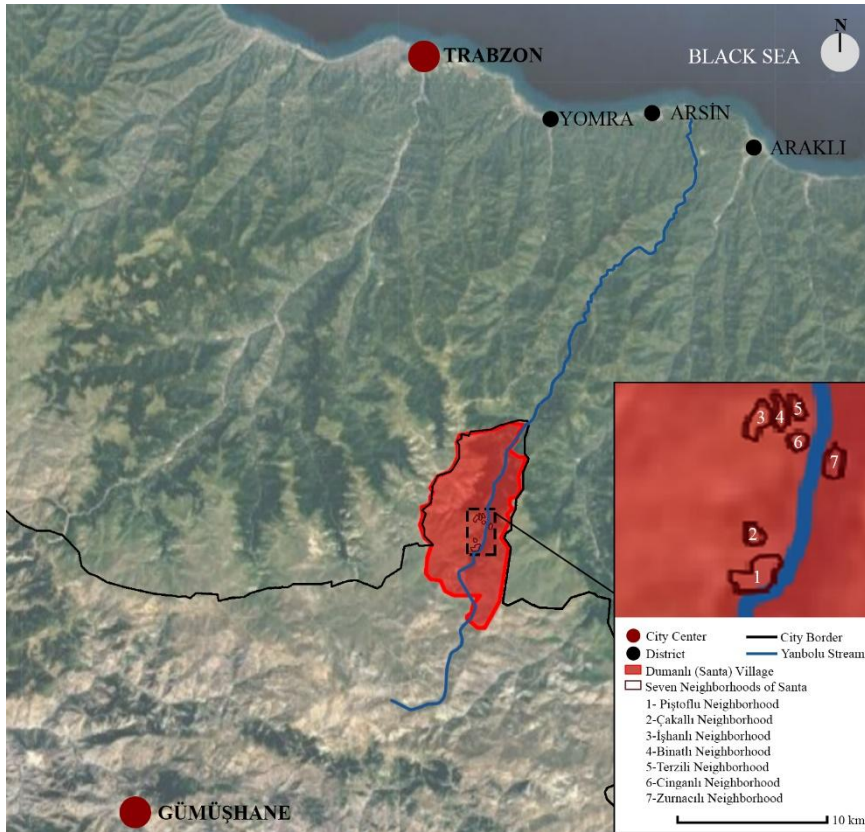 N
TRABZON
BLACK SEA
YOMRA
ARSİN
ARAKLI
3
4
5
6
7
2
1
City Center
City Border
District
Yanbolu Stream
Dumanlı (Santa) Village
Seven Neighborhoods of Santa
1- Piştoflu Neighborhood
2-Çakallı Neighborhood
3-İşhanlı Neighborhood
4-Binatlı Neighborhood
5-Terzili Neighborhood
6-Cinganlı Neighborhood
7-Zurnacılı Neighborhood
GÜMÜŞHANE
10 km